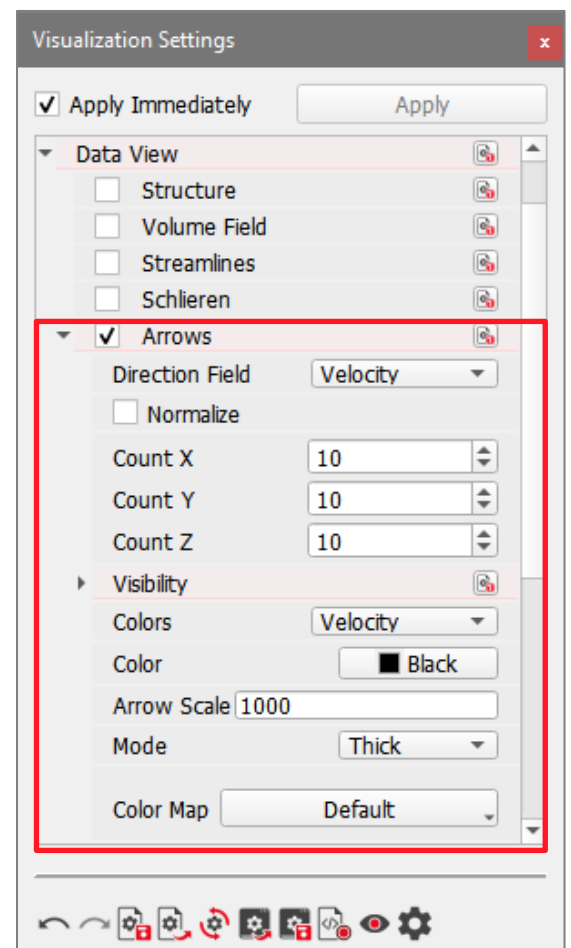 Visualization Settings
x
Apply Immediately Apply
Data View
Structure
Volume Field
Streamlines
Schlieren
Arrows
Direction Field Velocity
Normalize
Count X 10
Count Y 10
Count Z 10
Visibility
Colors Velocity
Color Black
Arrow Scale 1000
Mode Thick
Color Map Default